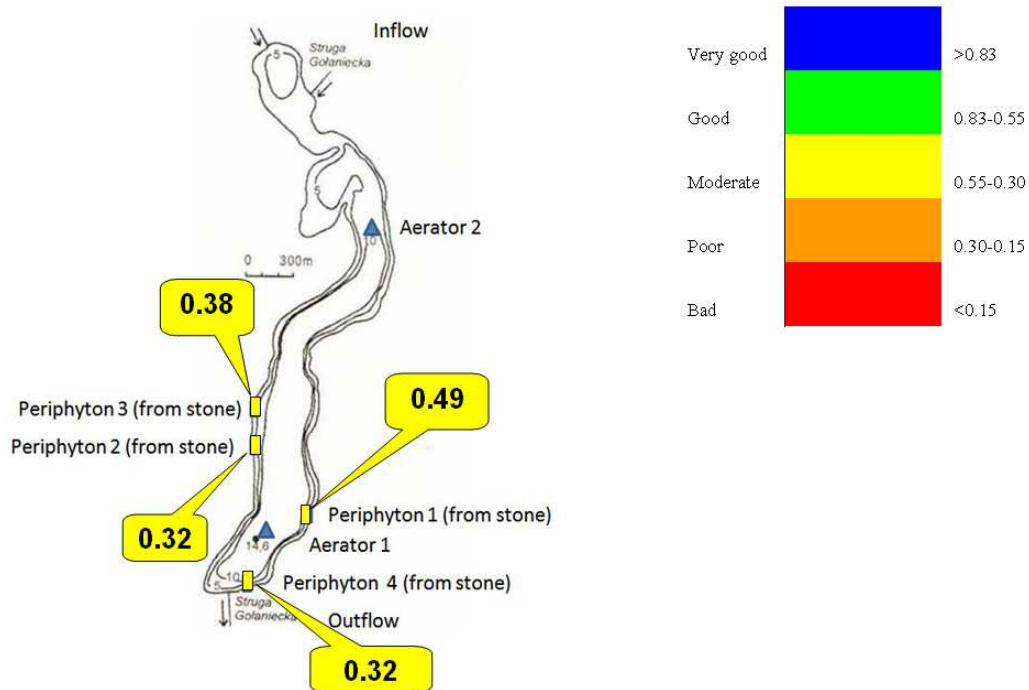 Inflow
Struga
Gołaniecka
5
5
Aerator 2
10
0 300m
0.38
0.49
Periphyton 3 (from stone)
Periphyton 2 (from stone)
0.32
Periphyton 1 (from stone)
14,6
Aerator 1
10
5
Periphyton 4 (from stone)
Struga
Gołaniecka
Outflow
0.32
Very good >0.83
Good 0.83-0.55
Moderate 0.55-0.30
Poor 0.30-0.15
Bad <0.15